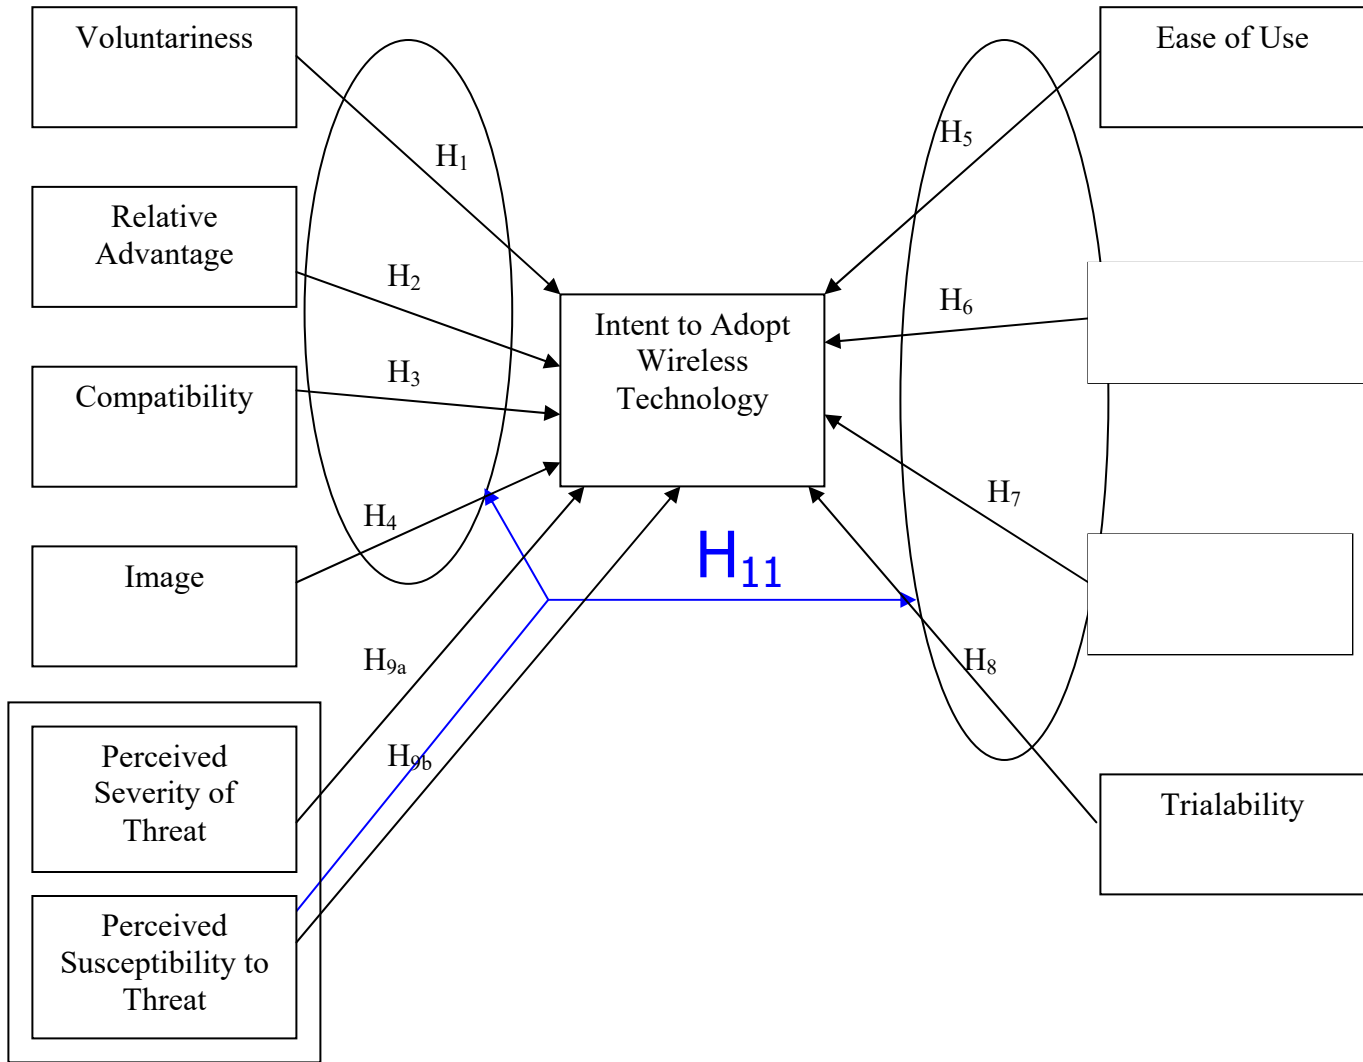 Voluntariness
Ease of Use
H1
H5
Relative
Advantage
H2
H6
Intent to Adopt
Wireless
Technology
Compatibility
H3
H7
Image
H4
H11
H9a
H8
H9b
Perceived
Severity of
Threat
Trialability
Perceived
Susceptibility to
Threat